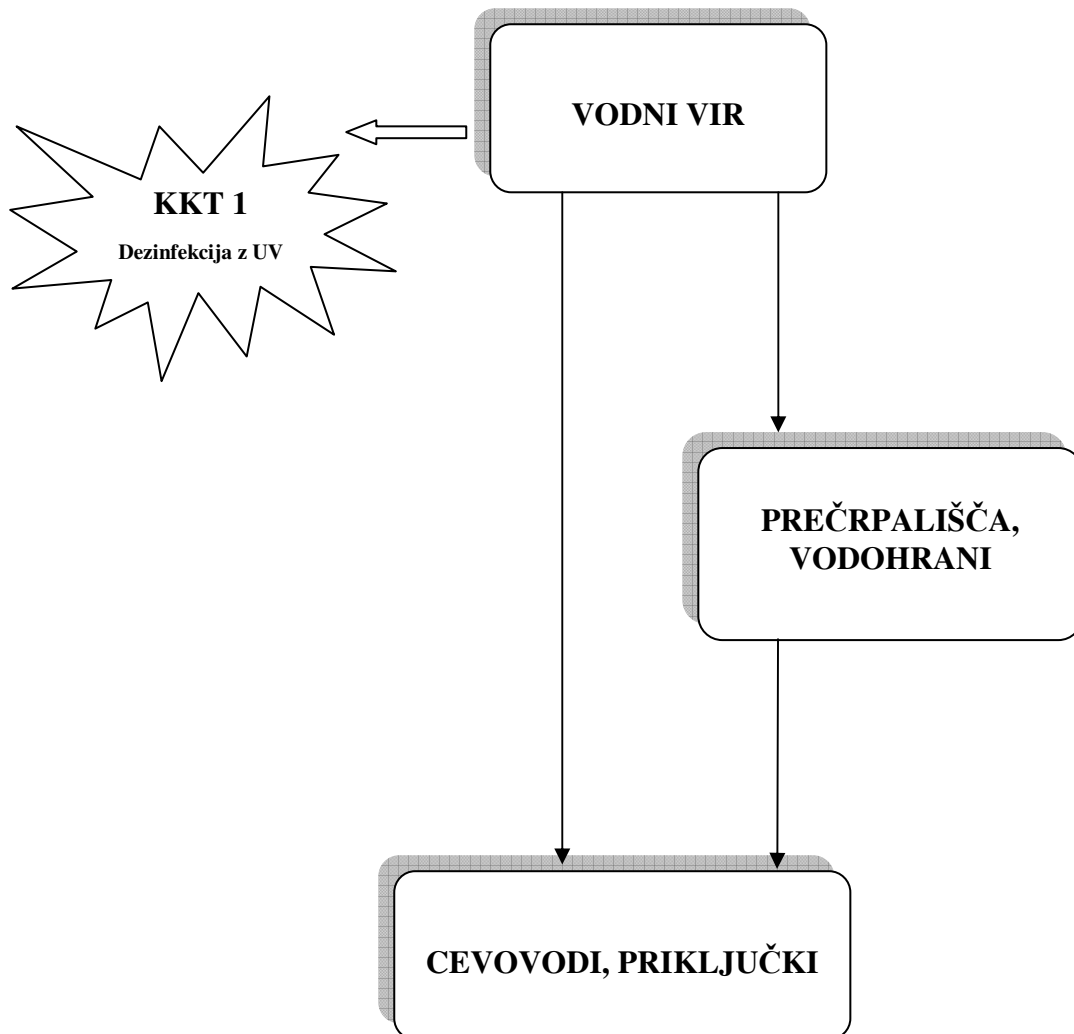 VODNI VIR
KKT 1
Dezinfekcija z UV
PREČRPALIŠČA,
VODOHRANI
CEVOVODI, PRIKLJUČKI